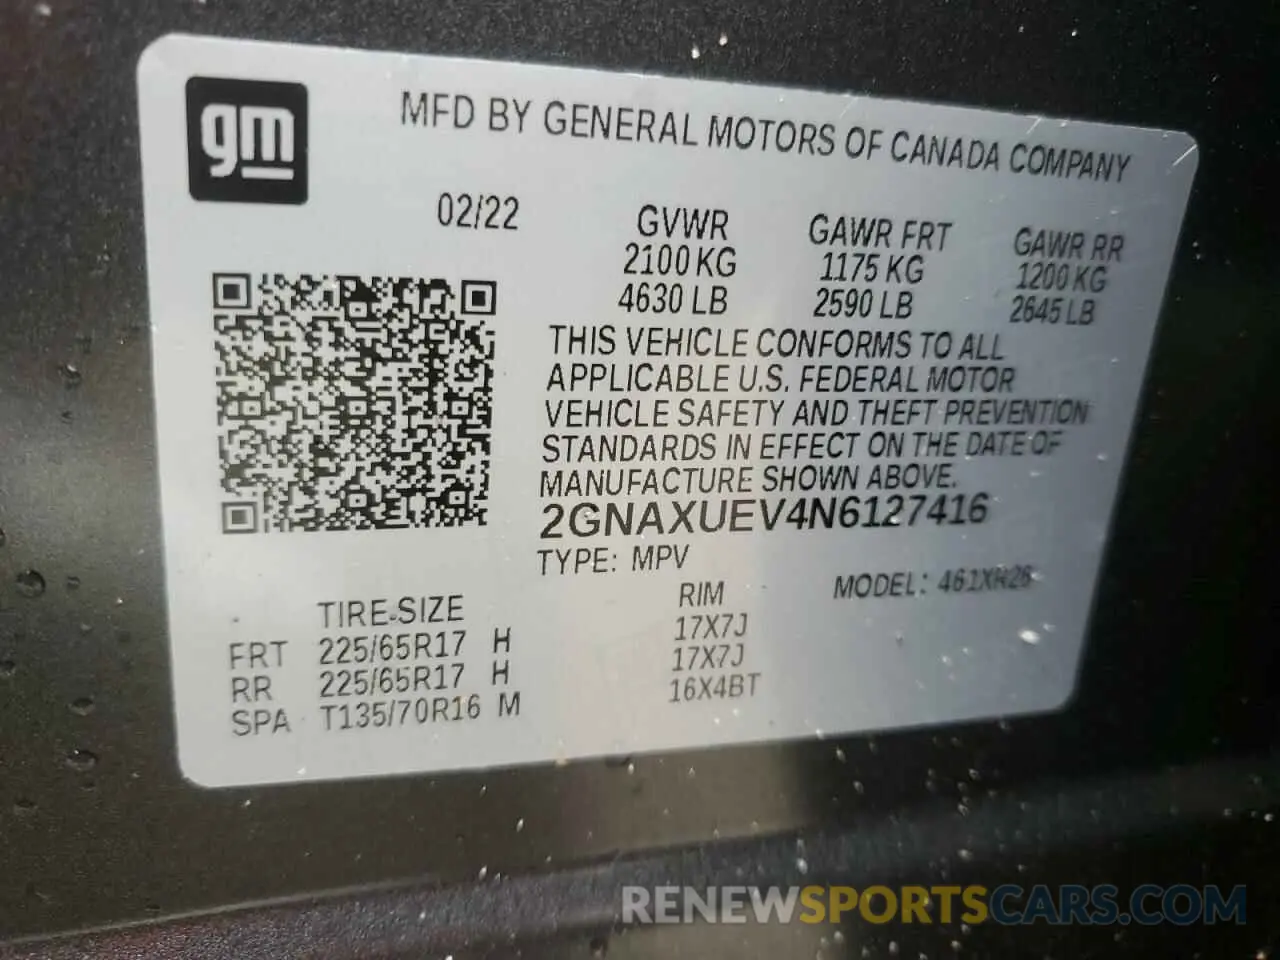 gm
MFD BY GENERAL MOTORS OF CANADA COMPANY
02/22 GVWR GAWR FRT GAWR RR
2100 KG 1175 KG 1200 KG
4630 LB 2590 LB 2645 LB
THIS VEHICLE CONFORMS TO ALL
APPLICABLE U.S. FEDERAL MOTOR
VEHICLE SAFETY AND THEFT PREVENTION
STANDARDS IN EFFECT ON THE DATE OF
MANUFACTURE SHOWN ABOVE.
2GNAXUEV4N6127416
TYPE: MPV MODEL: 461XR26
TIRE-SIZE RIM
FRT 225/65R17 H 17X7J
RR 225/65R17 H 17X7J
SPA T135/70R16 M 16X4BT
RENEWSPORTSCARS.COM